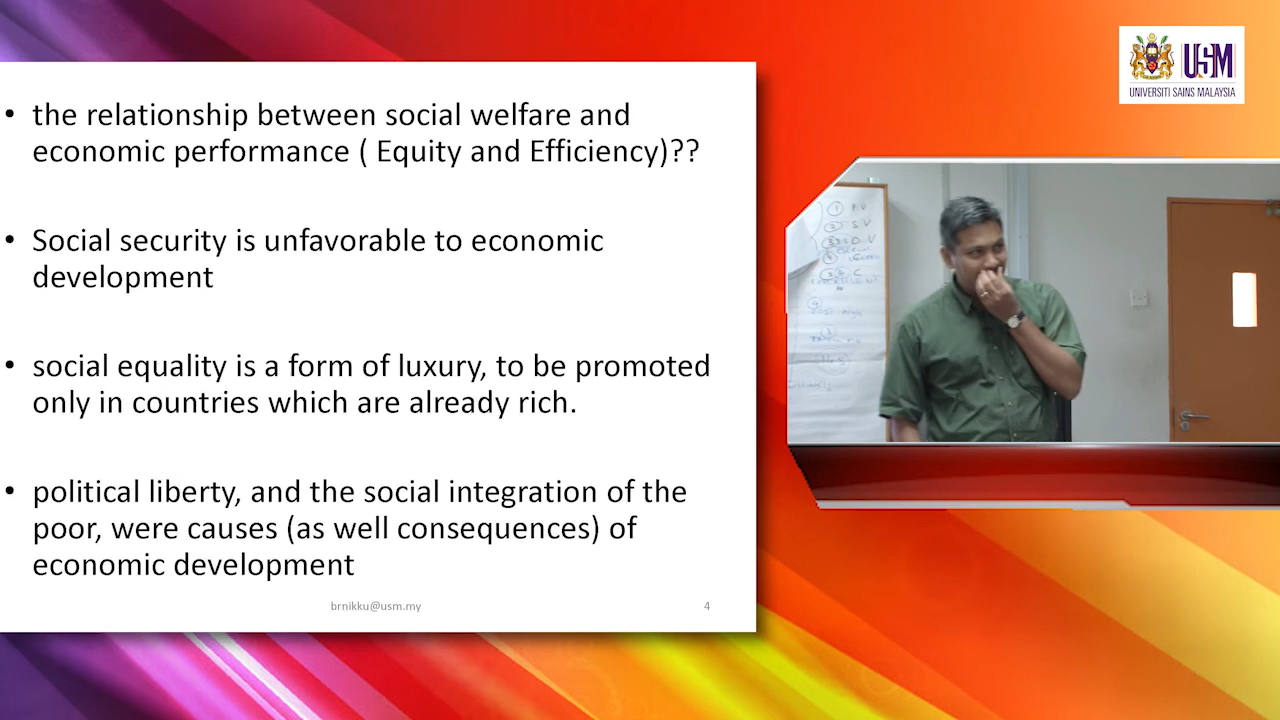 • the relationship between social welfare and
economic performance ( Equity and Efficiency)??
• Social security is unfavorable to economic
development
• social equality is a form of luxury, to be promoted
only in countries which are already rich.
• political liberty, and the social integration of the
poor, were causes (as well consequences) of
economic development
brnikku@usm.my
4
USM
UNIVERSITI SAINS MALAYSIA
1 P.V
2 S.V